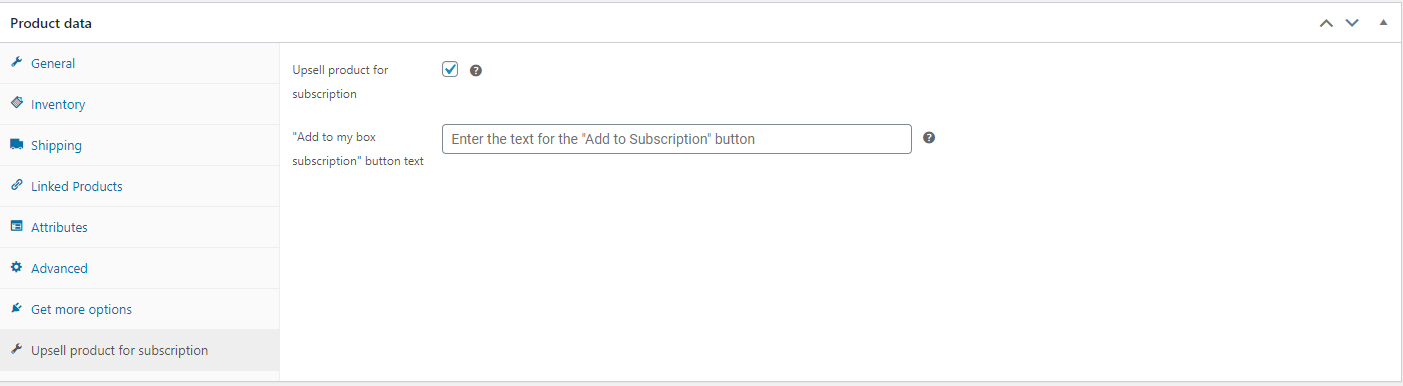 Product data
General
Inventory
Shipping
Linked Products
Attributes
Advanced
Get more options
Upsell product for subscription
Upsell product for
subscription
"Add to my box
subscription" button text
Enter the text for the "Add to Subscription" button